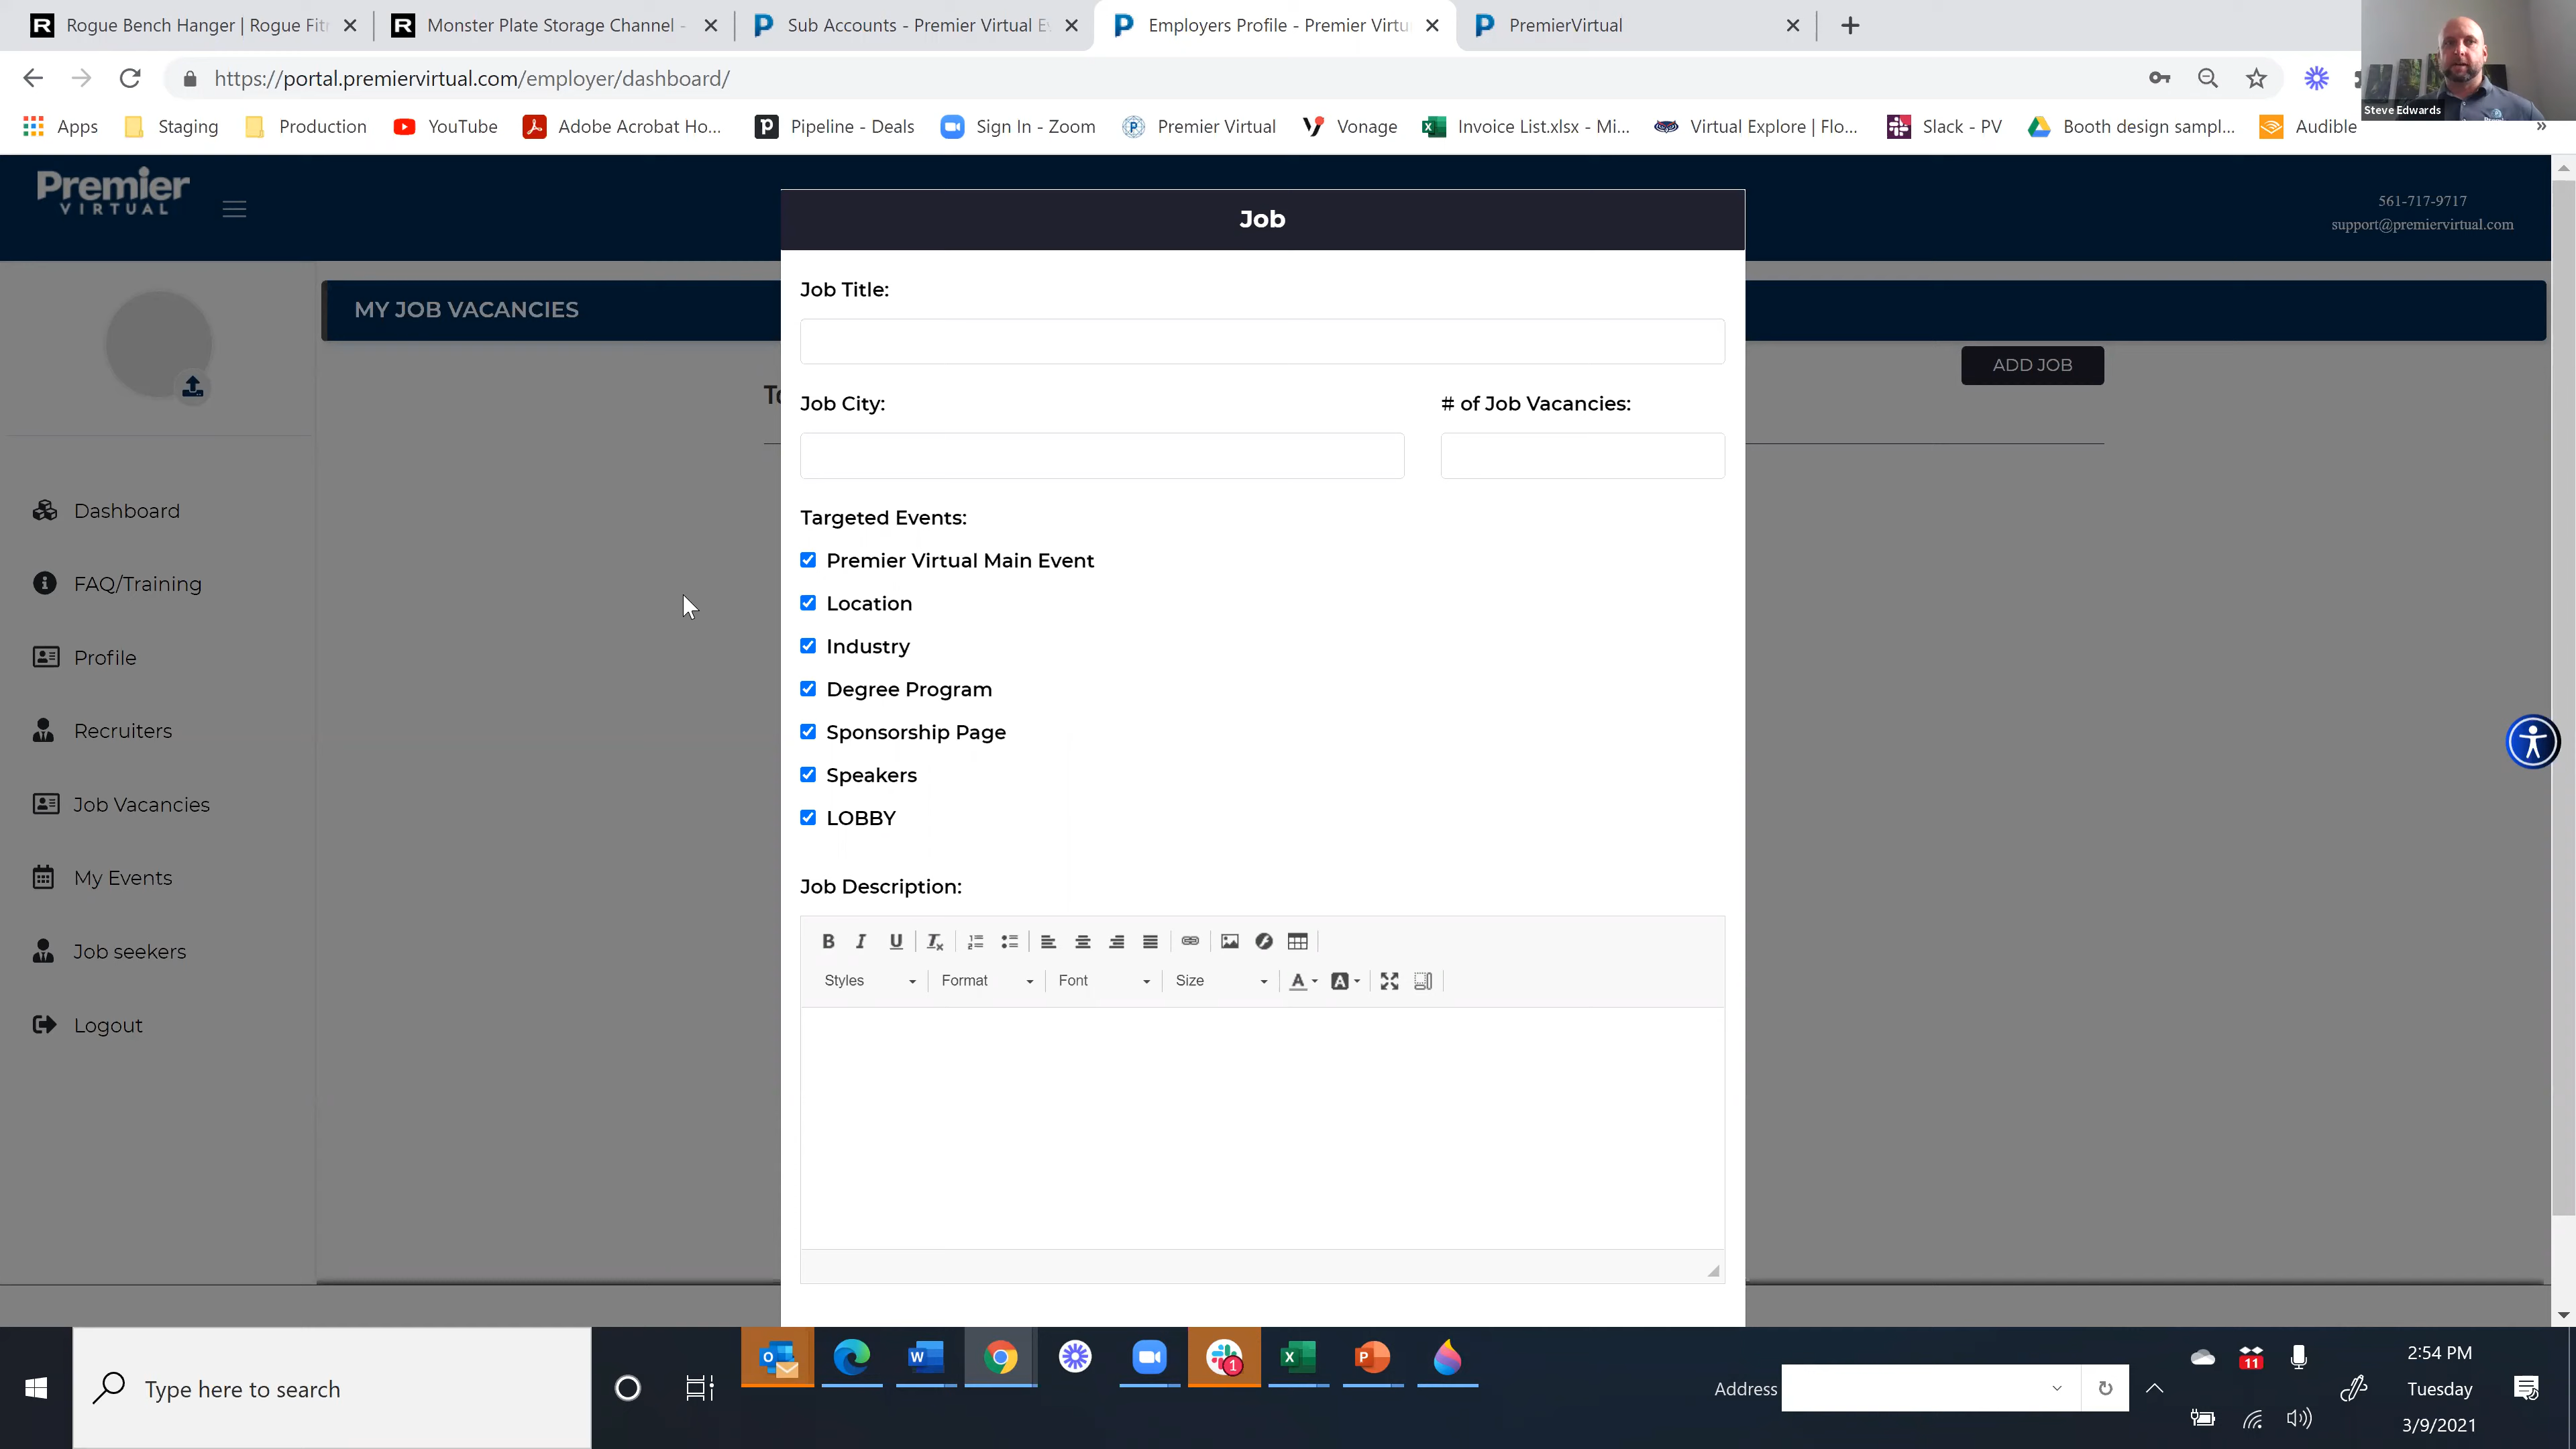 Rogue Bench Hanger | Rogue Fit
Monster Plate Storage Channel -
Sub Accounts - Premier Virtual E
Employers Profile - Premier Virtu
PremierVirtual
https://portal.premiervirtual.com/employer/dashboard/
Steve Edwards
Apps
Staging
Production
YouTube
Adobe Acrobat Ho...
Pipeline - Deals
Sign In - Zoom
Premier Virtual
Vonage
Invoice List.xlsx - Mi...
Virtual Explore | Flo...
Slack - PV
Booth design sampl...
Audible
Premier
VIRTUAL
561-717-9717
support@premiervirtual.com
Job
MY JOB VACANCIES
ADD JOB
Job Title:
Job City:
# of Job Vacancies:
Targeted Events:
Premier Virtual Main Event
Location
Industry
Degree Program
Sponsorship Page
Speakers
LOBBY
Job Description:
Styles
Format
Font
Size
Dashboard
FAQ/Training
Profile
Recruiters
Job Vacancies
My Events
Job seekers
Logout
Type here to search
1
Address
11
2:54 PM
Tuesday
3/9/2021